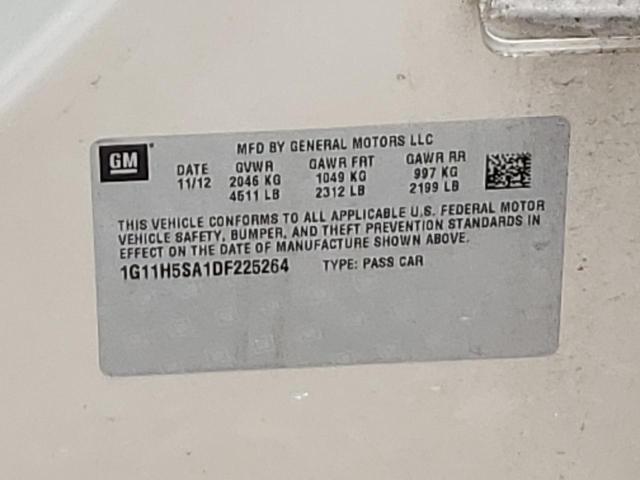 GM
MFD BY GENERAL MOTORS LLC
DATE GVWR GAWR FRT GAWR RR
11/12 2046 KG 1049 KG 997 KG
4511 LB 2312 LB 2199 LB
THIS VEHICLE CONFORMS TO ALL APPLICABLE U.S. FEDERAL MOTOR
VEHICLE SAFETY, BUMPER, AND THEFT PREVENTION STANDARDS IN
EFFECT ON THE DATE OF MANUFACTURE SHOWN ABOVE.
1G11H5SA1DF225264 TYPE: PASS CAR